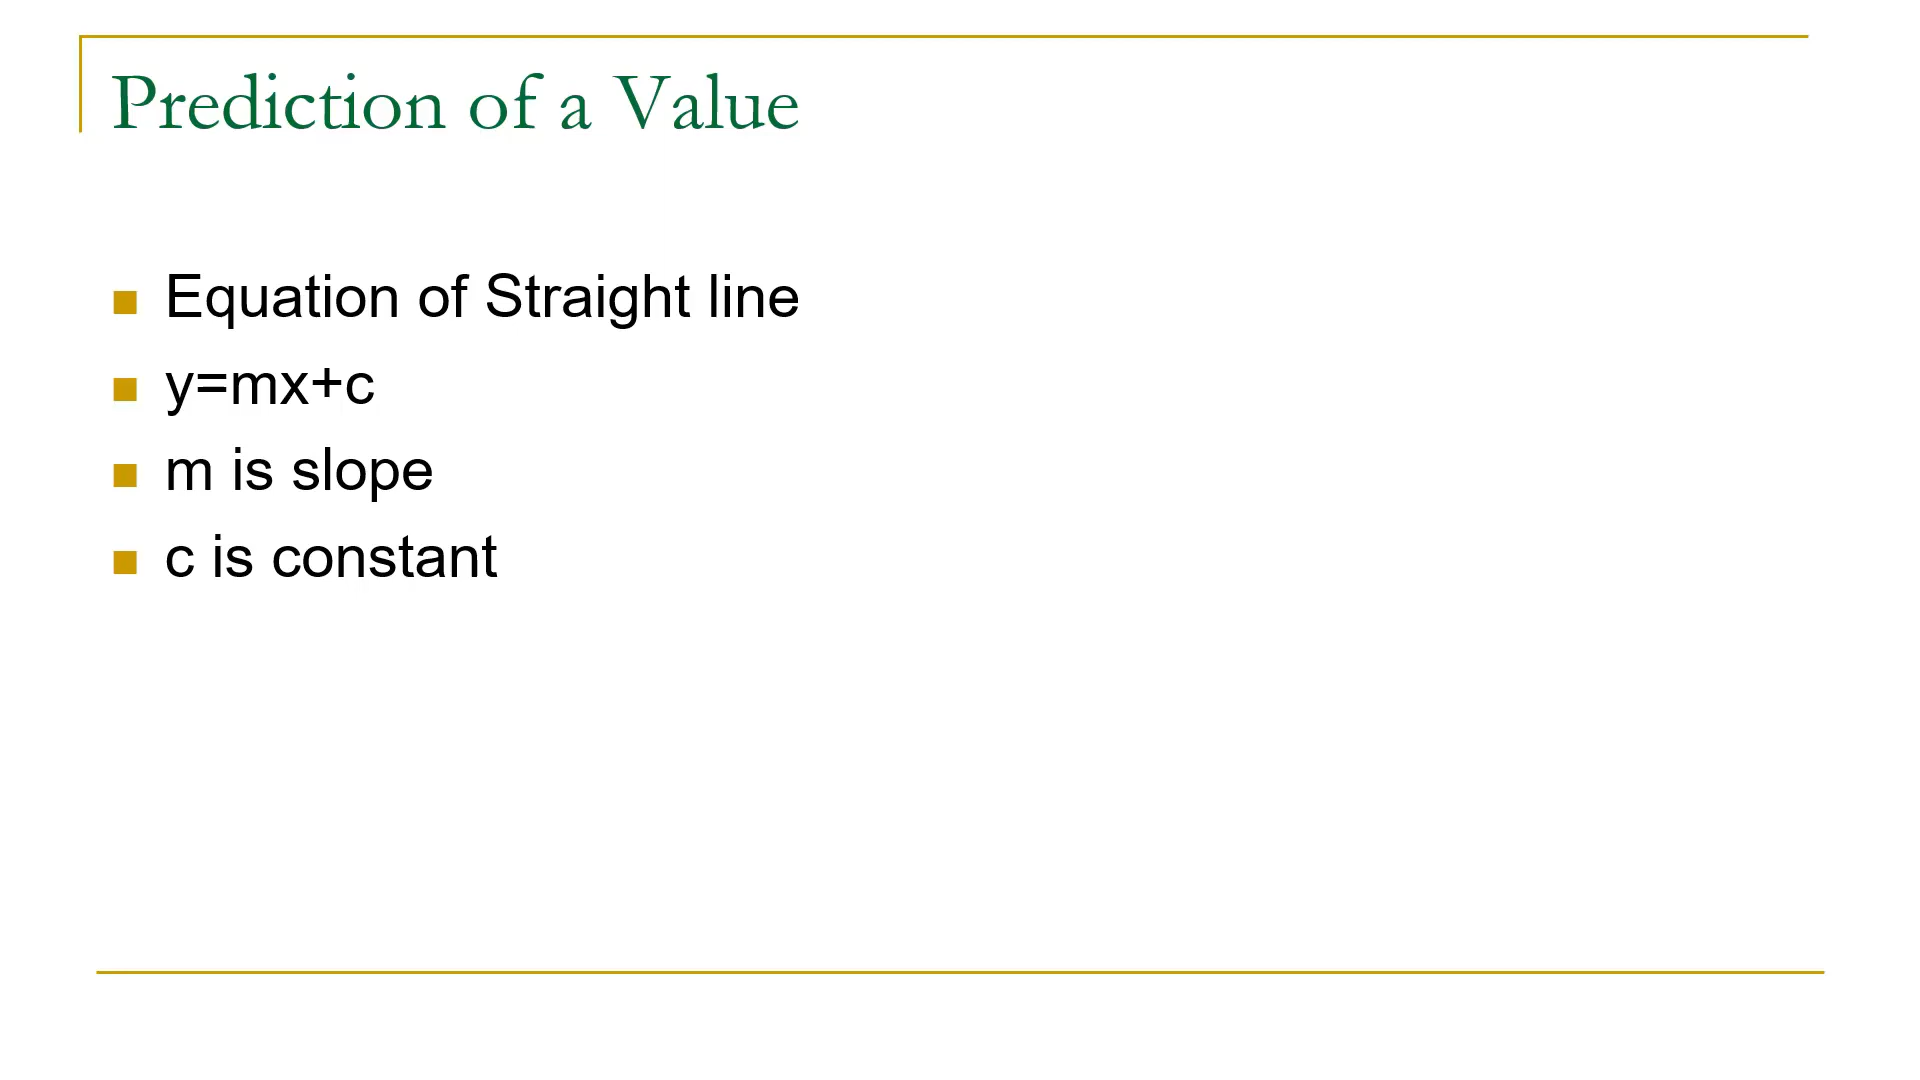 Prediction of a Value
Equation of Straight line
y=mx+c
m is slope
c is constant